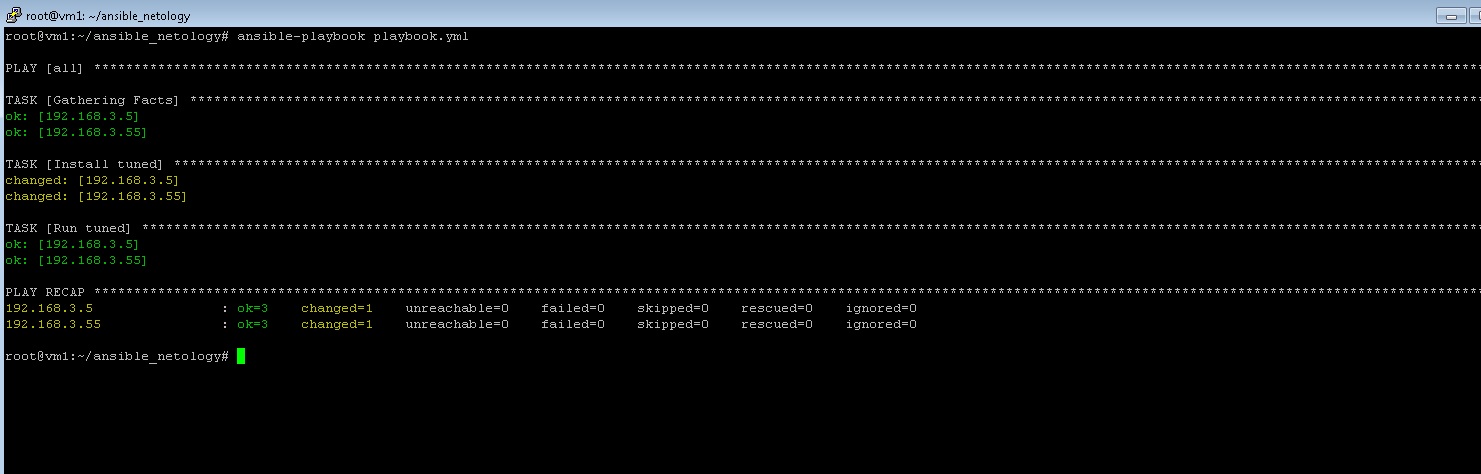 root@vm1: ~/ansible_netology
root@vm1:~/ansible_netology# ansible-playbook playbook.yml
PLAY [all] ****************************************************************************************************************************************************************************
TASK [Gathering Facts] ****************************************************************************************************************************************************************
ok: [192.168.3.5]
ok: [192.168.3.55]
TASK [Install tuned] ******************************************************************************************************************************************************************
changed: [192.168.3.5]
changed: [192.168.3.55]
TASK [Run tuned] **********************************************************************************************************************************************************************
ok: [192.168.3.5]
ok: [192.168.3.55]
PLAY RECAP ****************************************************************************************************************************************************************************
192.168.3.5 : ok=3 changed=1 unreachable=0 failed=0 skipped=0 rescued=0 ignored=0
192.168.3.55 : ok=3 changed=1 unreachable=0 failed=0 skipped=0 rescued=0 ignored=0
root@vm1:~/ansible_netology#